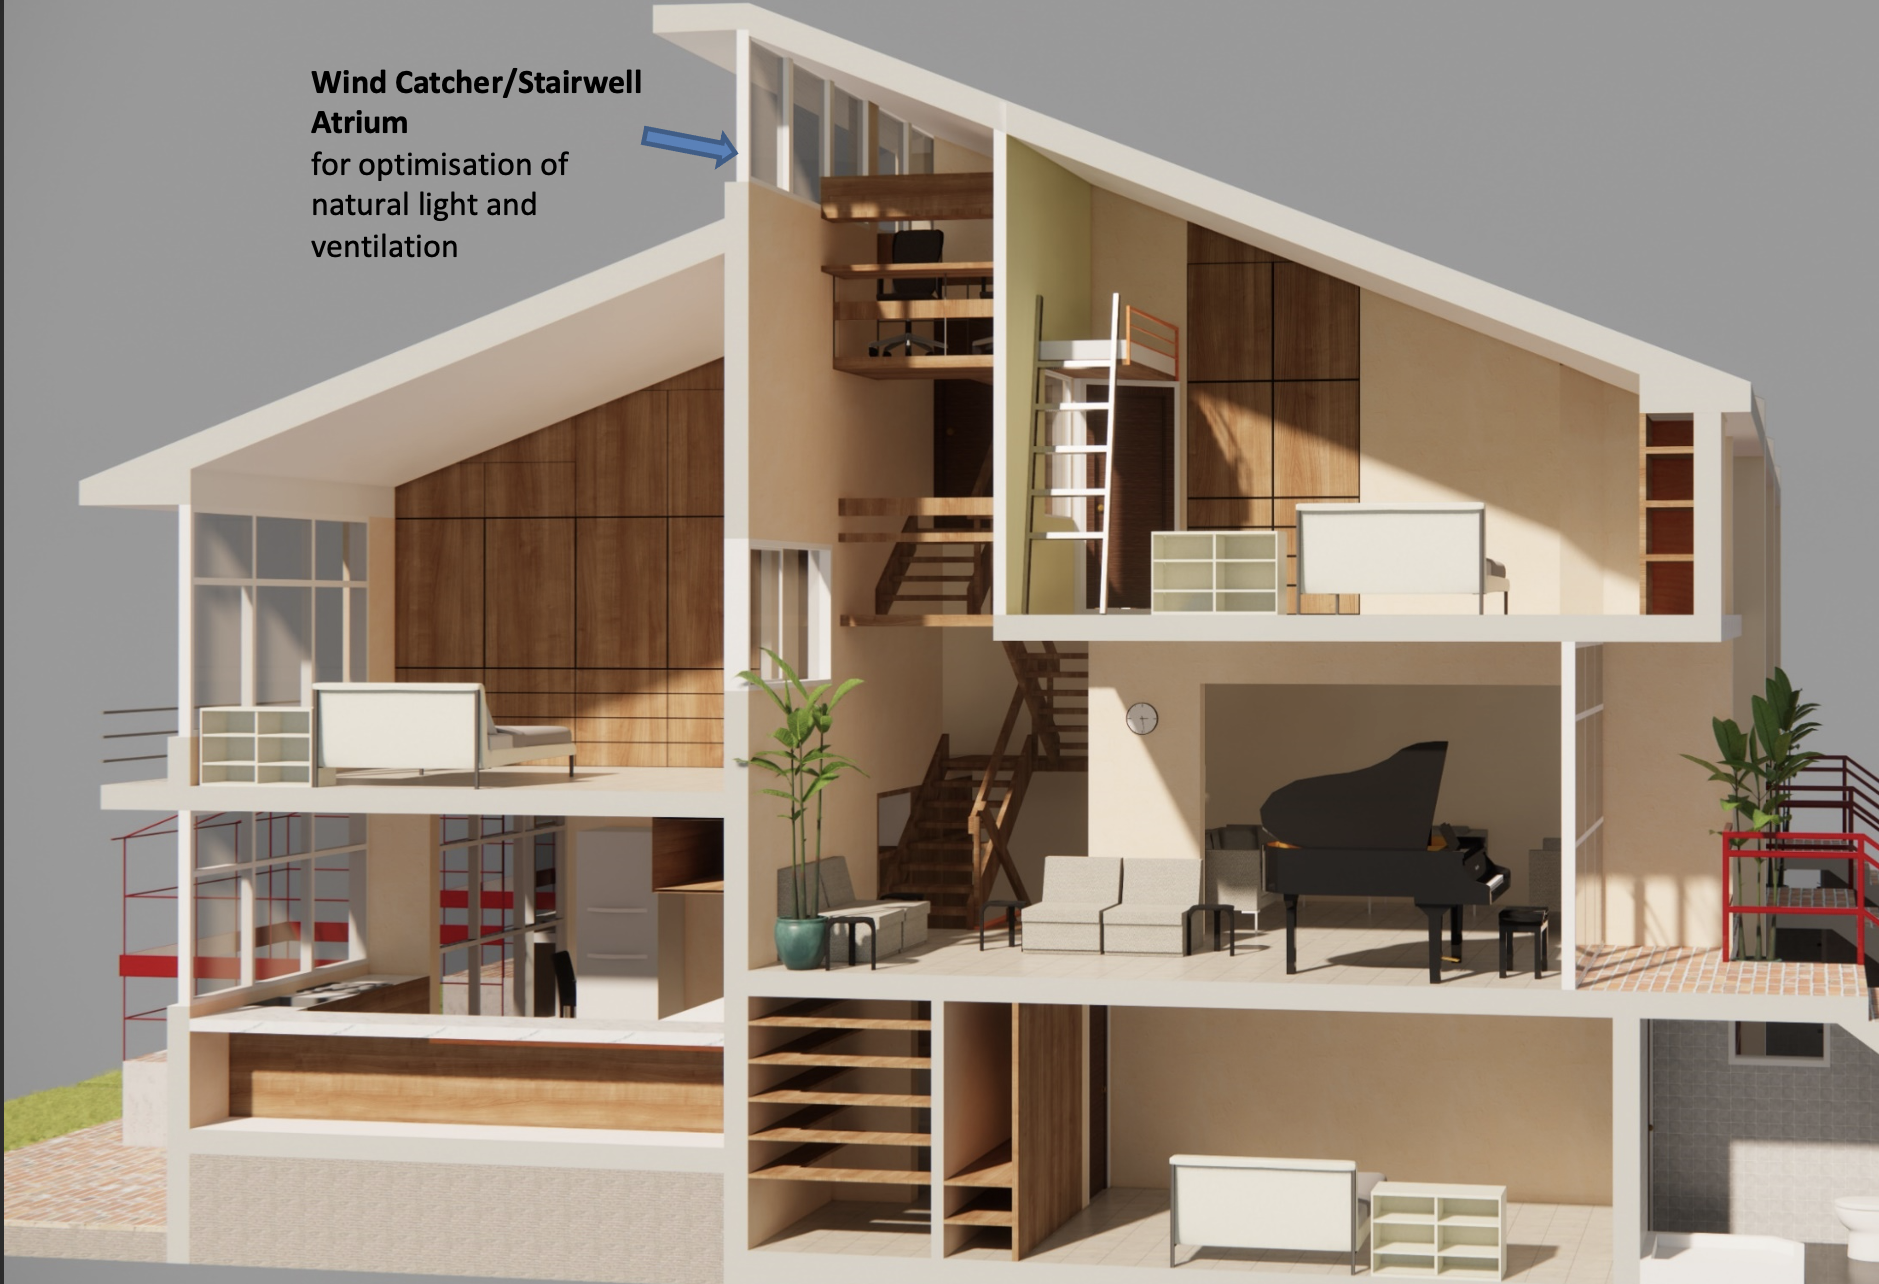 Wind Catcher/Stairwell
Atrium
for optimisation of
natural light and
ventilation